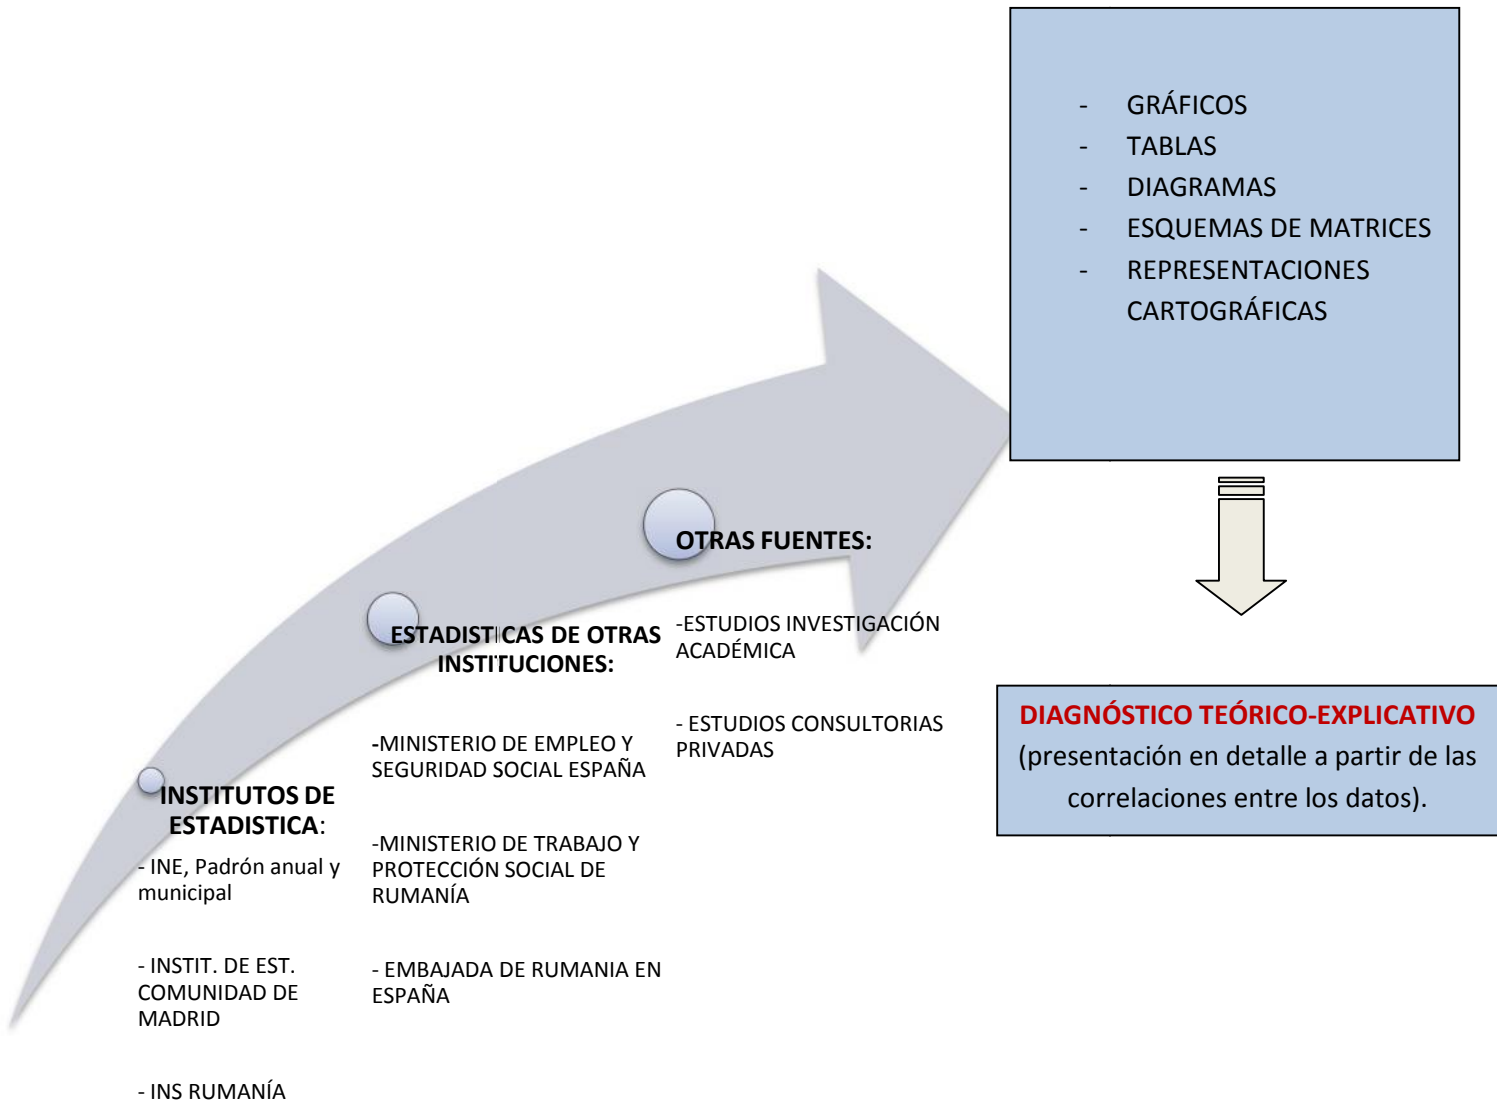 - GRÁFICOS
- TABLAS
- DIAGRAMAS
- ESQUEMAS DE MATRICES
- REPRESENTACIONES
CARTOGRÁFICAS
OTRAS FUENTES:
-ESTUDIOS INVESTIGACIÓN
ACADÉMICA
- ESTUDIOS CONSULTORIAS
PRIVADAS
ESTADISTICAS DE OTRAS
INSTITUCIONES:
-MINISTERIO DE EMPLEO Y
SEGURIDAD SOCIAL ESPAÑA
-MINISTERIO DE TRABAJO Y
PROTECCIÓN SOCIAL DE
RUMANÍA
- EMBAJADA DE RUMANIA EN
ESPAÑA
INSTITUTOS DE
ESTADISTICA:
- INE, Padrón anual y
municipal
- INSTIT. DE EST.
COMUNIDAD DE
MADRID
- INS RUMANÍA
DIAGNÓSTICO TEÓRICO-EXPLICATIVO
(presentación en detalle a partir de las
correlaciones entre los datos).